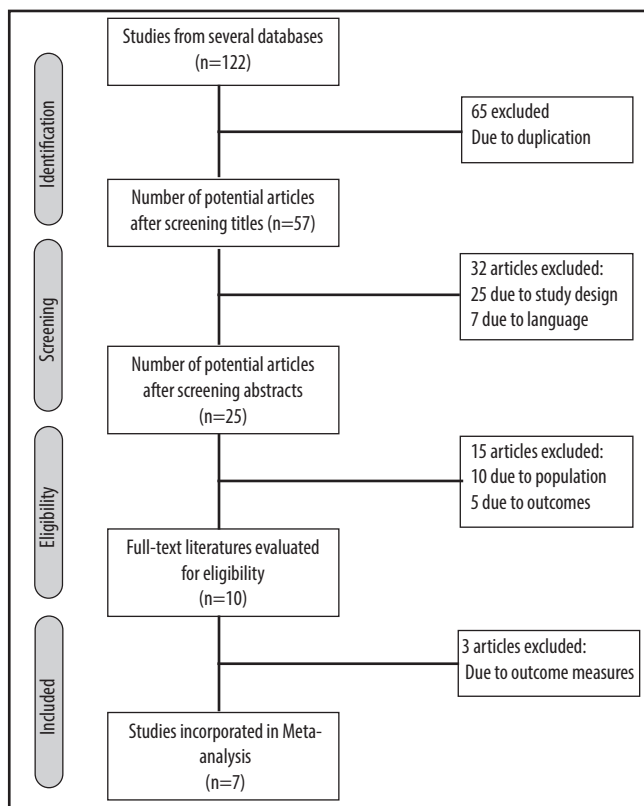 Studies from several databases
(n=122)
65 excluded
Due to duplication
Identification
Number of potential articles
after screening titles (n=57)
32 articles excluded:
25 due to study design
7 due to language
Screening
Number of potential articles
after screening abstracts
(n=25)
15 articles excluded:
10 due to population
5 due to outcomes
Eligibility
Full-text literatures evaluated
for eligibility
(n=10)
3 articles excluded:
Due to outcome measures
Included
Studies incorporated in Meta-
analysis
(n=7)